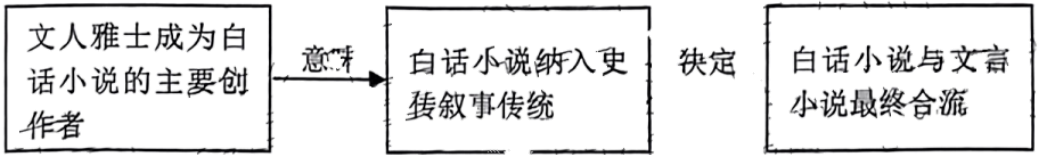 文人雅士成为白
话小说的主要创
作者
意味
白话小说纳入史
传叙事传统
决定
白话小说与文言
小说最终合流